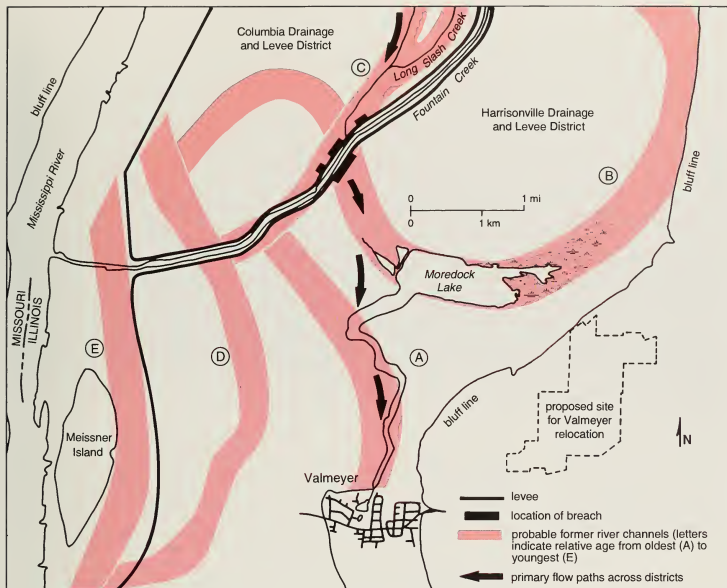 Columbia Drainage
and Levee District
C
Long Slash Creek
Fountain Creek
bluff line
Mississippi River
Harrisonville Drainage
and Levee District
B
bluff line
0 1 mi
0 1 km
Moredock
Lake
MISSOURI
ILLINOIS
E
D
A
bluff line
proposed site
for Valmeyer
relocation
N
Meissner
Island
Valmeyer
levee
location of breach
probable former river channels (letters
indicate relative age from oldest (A) to
youngest (E)
primary flow paths across districts